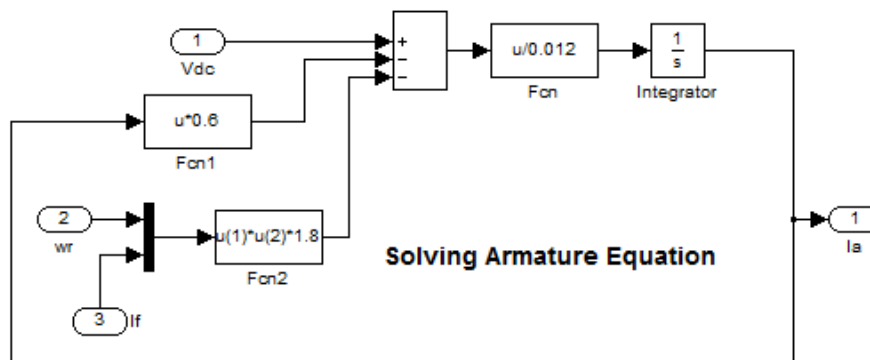 1
Vdc
+
−
−
u/0.012
Fcn
1
s
Integrator
u*0.6
Fcn1
2
wr
u(1)*u(2)*1.8
Fcn2
Solving Armature Equation
1
Ia
3
If